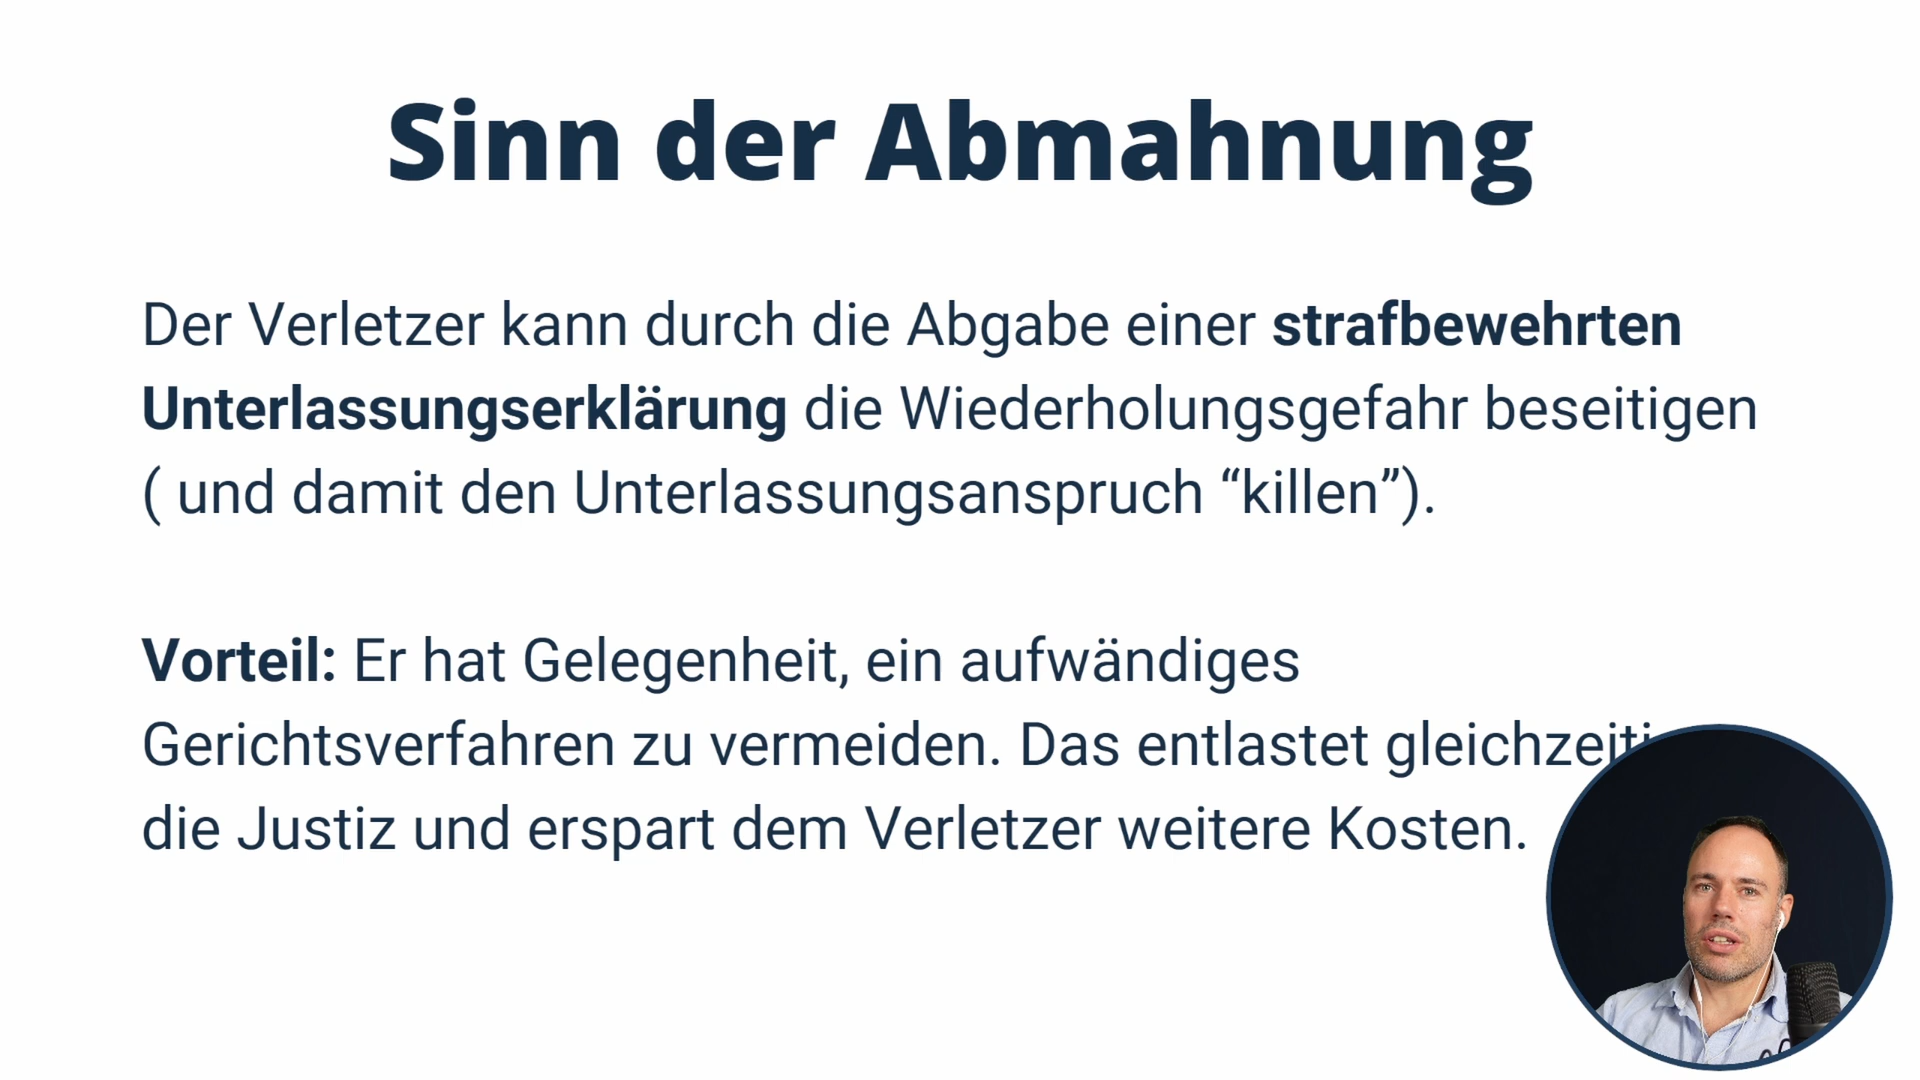 Sinn der Abmahnung
Der Verletzer kann durch die Abgabe einer strafbewehrten
Unterlassungserklärung die Wiederholungsgefahr beseitigen
( und damit den Unterlassungsanspruch “killen”).
Vorteil: Er hat Gelegenheit, ein aufwändiges
Gerichtsverfahren zu vermeiden. Das entlastet
die Justiz und erspart dem Verletzer weitere Kosten.